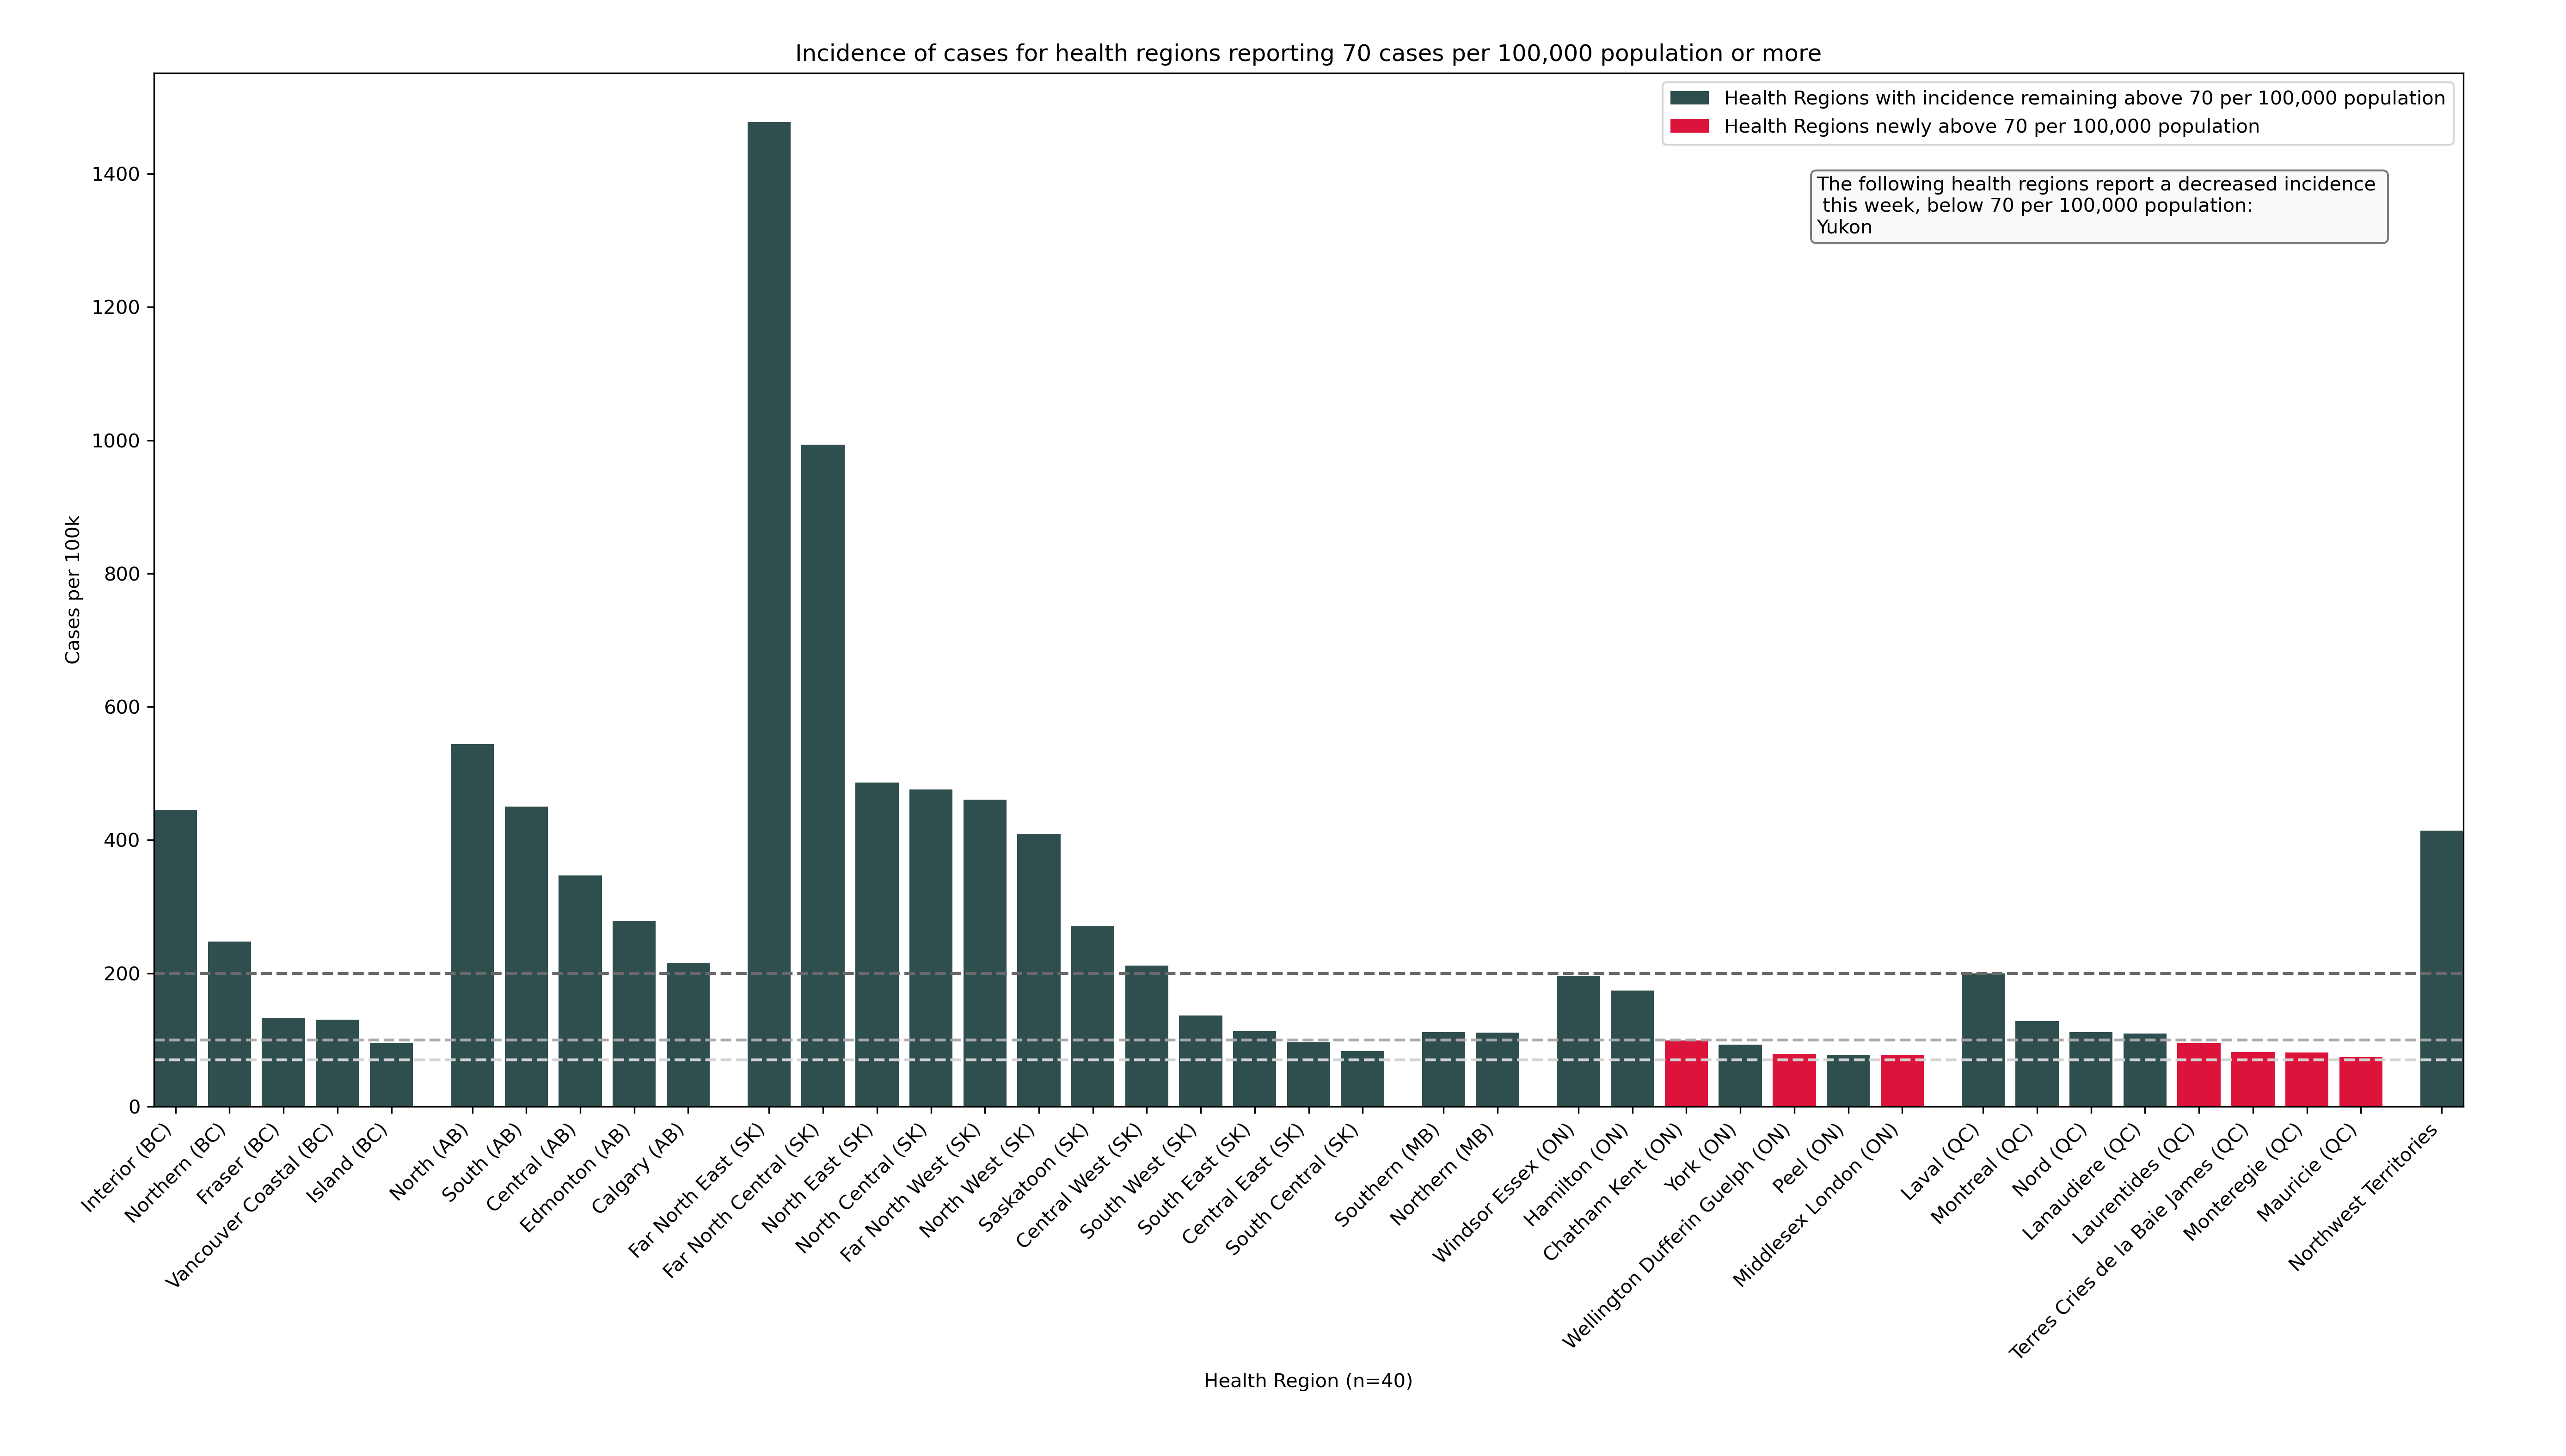 Incidence of cases for health regions reporting 70 cases per 100,000 population or more
Health Regions with incidence remaining above 70 per 100,000 population
Health Regions newly above 70 per 100,000 population
The following health regions report a decreased incidence
this week, below 70 per 100,000 population:
Yukon
Cases per 100k
1400
1200
1000
800
600
400
200
0
Interior (BC)
Northern (BC)
Fraser (BC)
Vancouver Coastal (BC)
Island (BC)
North (AB)
South (AB)
Central (AB)
Edmonton (AB)
Calgary (AB)
Far North East (SK)
Far North Central (SK)
North East (SK)
North Central (SK)
Far North West (SK)
North West (SK)
Saskatoon (SK)
Central West (SK)
South West (SK)
South East (SK)
Central East (SK)
South Central (SK)
Southern (MB)
Northern (MB)
Windsor Essex (ON)
Hamilton (ON)
Chatham Kent (ON)
York (ON)
Wellington Dufferin Guelph (ON)
Peel (ON)
Middlesex London (ON)
Laval (QC)
Montreal (QC)
Nord (QC)
Lanaudiere (QC)
Laurentides (QC)
Terres Cries de la Baie James (QC)
Monteregie (QC)
Mauricie (QC)
Northwest Territories
Health Region (n=40)